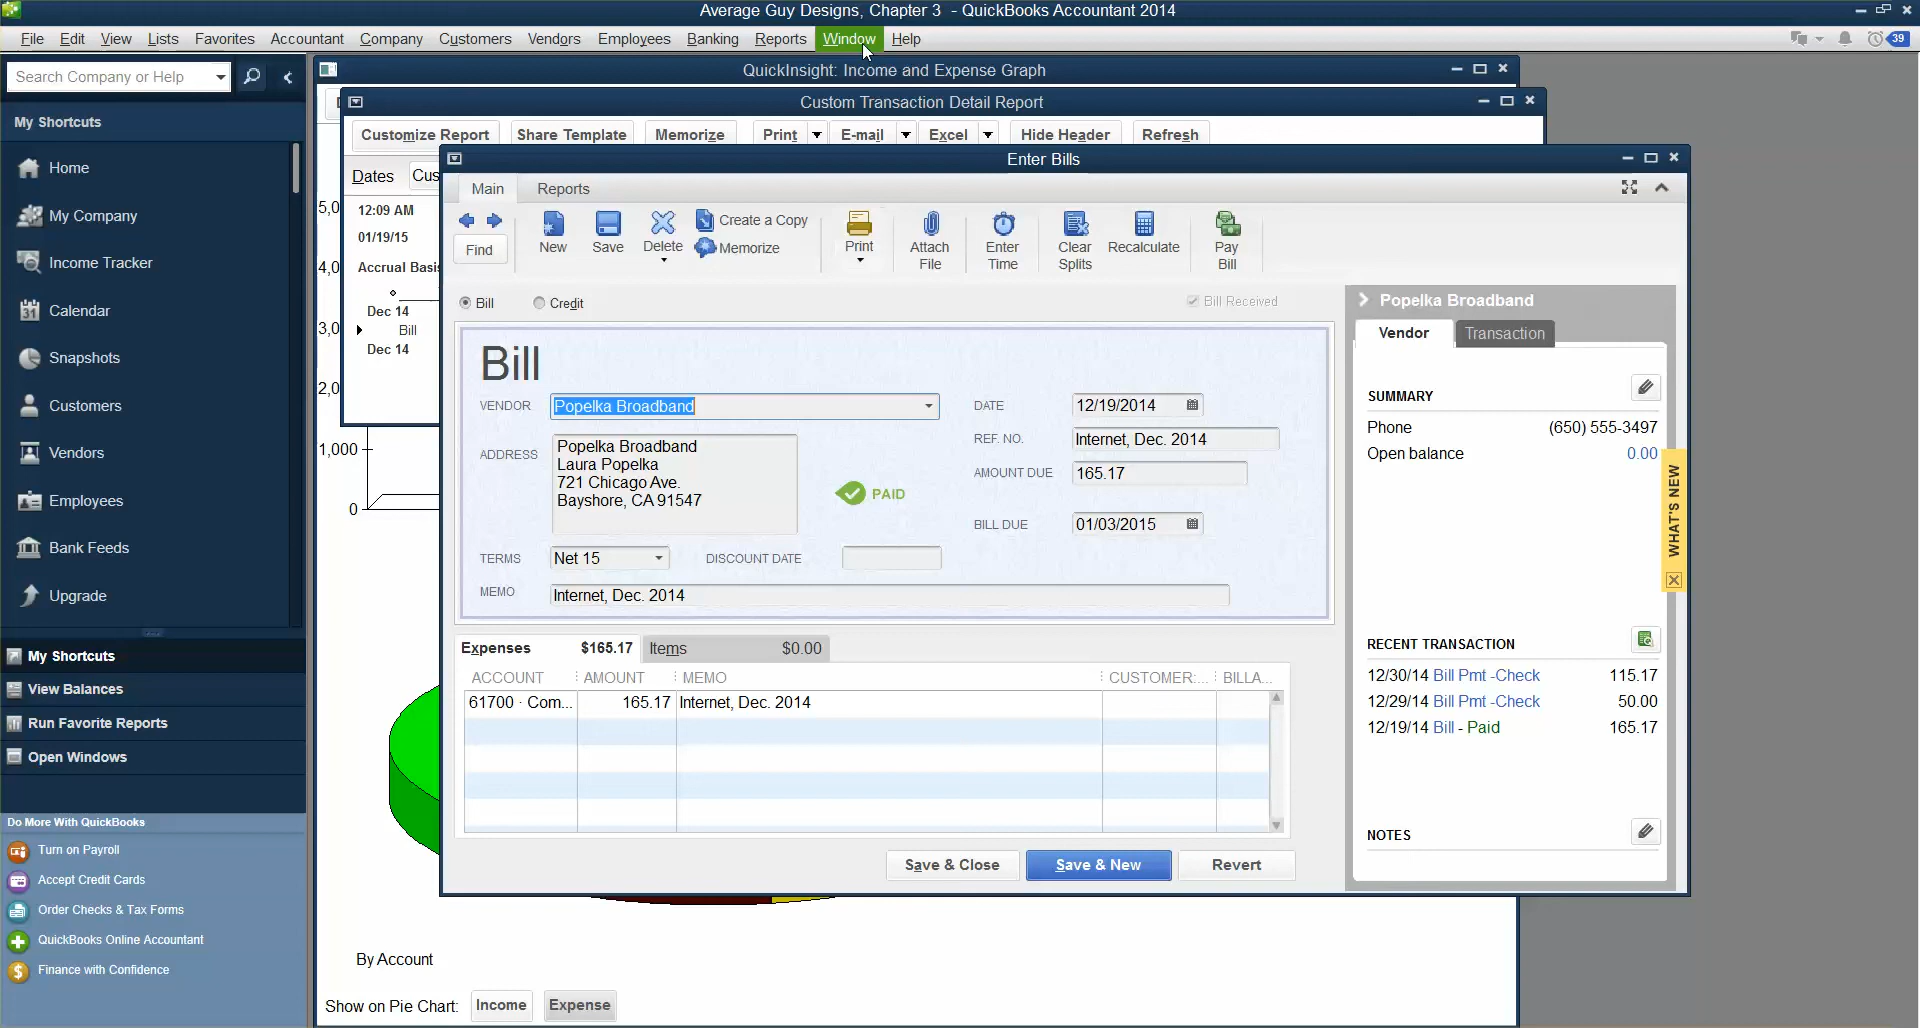 Average Guy Designs, Chapter 3 - QuickBooks Accountant 2014
File Edit View Lists Favorites Accountant Company Customers Vendors Employees Banking Reports Window Help
39
Search Company or Help
My Shortcuts
Home
My Company
Income Tracker
Calendar
31
Snapshots
Customers
Vendors
Employees
Bank Feeds
Upgrade
My Shortcuts
View Balances
Run Favorite Reports
Open Windows
Do More With QuickBooks
Turn on Payroll
Accept Credit Cards
Order Checks & Tax Forms
QuickBooks Online Accountant
Finance with Confidence
QuickInsight: Income and Expense Graph
5,0
4,0
3,0
2,0
1,000
0
By Account
Show on Pie Chart: Income Expense
Custom Transaction Detail Report
Customize Report Share Template Memorize Print E-mail Excel Hide Header Refresh
Dates Cus
12:09 AM
01/19/15
Accrual Basis
Dec 14
Bill
Dec 14
Enter Bills
Main Reports
Find
New
Save
Delete
Create a Copy
Memorize
Print
Attach File
Enter Time
Clear Splits
Recalculate
Pay Bill
Bill Credit Bill Received
Bill
VENDOR Popelka Broadband
DATE 12/19/2014
ADDRESS
Popelka Broadband
Laura Popelka
721 Chicago Ave.
Bayshore, CA 91547
PAID
REF. NO. Internet, Dec. 2014
AMOUNT DUE 165.17
BILL DUE 01/03/2015
TERMS Net 15 DISCOUNT DATE
MEMO Internet, Dec. 2014
Expenses $165.17 Items $0.00
ACCOUNT AMOUNT MEMO CUSTOMER:... BILLA...
61700 · Com... 165.17 Internet, Dec. 2014
Save & Close Save & New Revert
Popelka Broadband
Vendor Transaction
SUMMARY
Phone (650) 555-3497
Open balance 0.00
RECENT TRANSACTION
12/30/14 Bill Pmt -Check 115.17
12/29/14 Bill Pmt -Check 50.00
12/19/14 Bill - Paid 165.17
NOTES
WHAT'S NEW